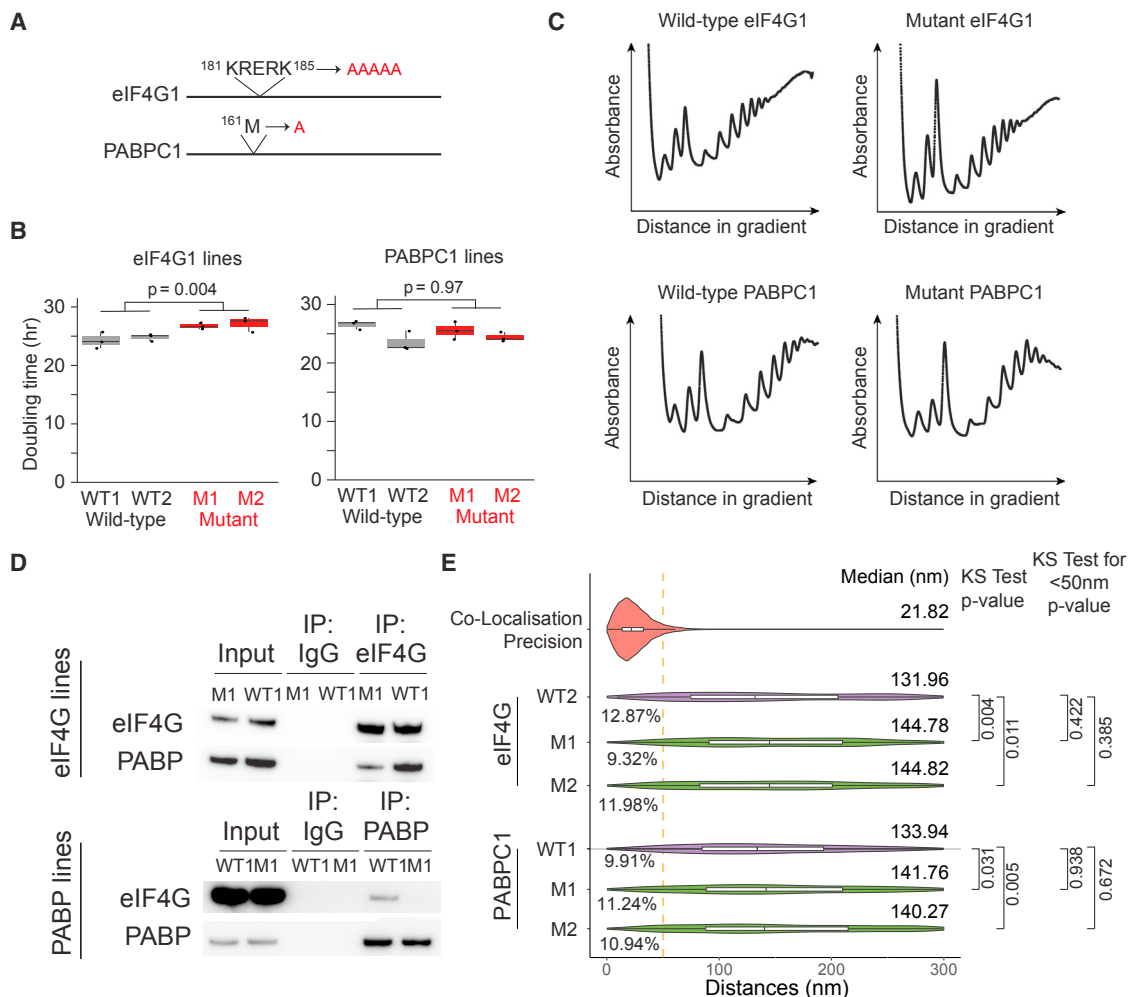 A
181 KRERK 185 → AAAAA
eIF4G1
161 M → A
PABPC1
B
eIF4G1 lines
PABPC1 lines
p = 0.004
p = 0.97
Doubling time (hr)
30
20
10
0
30
20
10
0
WT1 WT2 M1 M2
Wild-type Mutant
WT1 WT2 M1 M2
Wild-type Mutant
C
Wild-type eIF4G1
Mutant eIF4G1
Absorbance
Absorbance
Distance in gradient
Distance in gradient
Wild-type PABPC1
Mutant PABPC1
Absorbance
Absorbance
Distance in gradient
Distance in gradient
D
eIF4G lines
Input
IP: IgG
IP: eIF4G
M1 WT1 M1 WT1 M1 WT1
eIF4G
PABP
PABP lines
Input
IP: IgG
IP: PABP
WT1 M1 WT1 M1 WT1 M1
eIF4G
PABP
E
Median (nm)
KS Test
p-value
KS Test for
<50nm
p-value
Co-Localisation
Precision
21.82
eIF4G
WT2
131.96
12.87%
M1
144.78
9.32%
M2
144.82
11.98%
0.004
0.011
0.422
0.385
PABPC1
WT1
133.94
9.91%
M1
141.76
11.24%
M2
140.27
10.94%
0.031
0.005
0.938
0.672
0 100 200 300
Distances (nm)